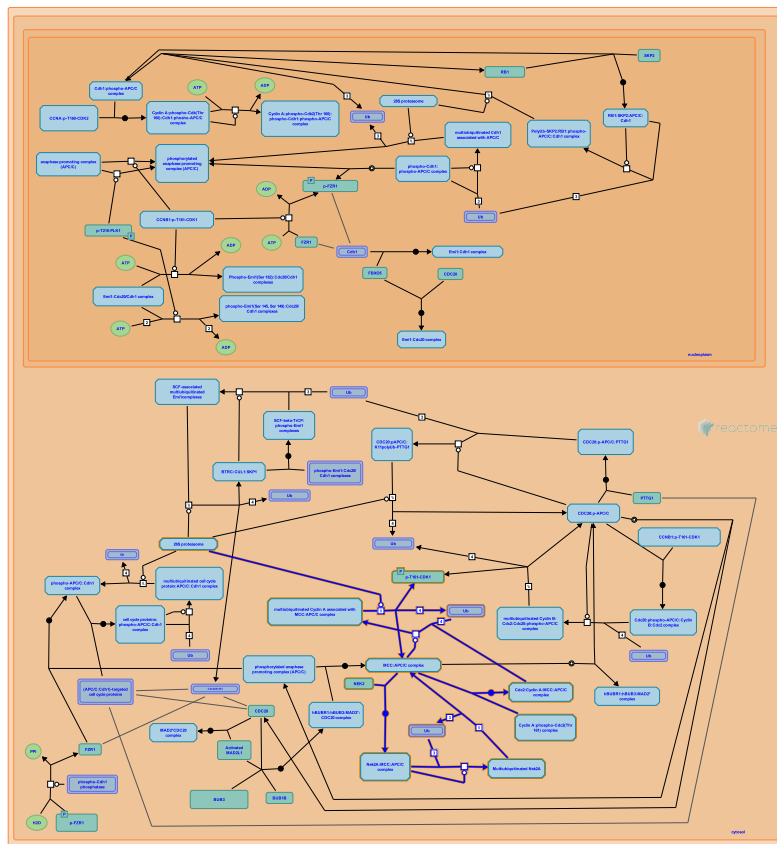 SKP2
RB1
Cdh1:phospho-APC/C
complex
ATP
ADP
CCNA:p-T160-CDK2
Cyclin A:phospho-Cdk(Thr
160):Cdh1:phospho-APC/C
complex
Cyclin A:phospho-Cdk2(Thr 160):
phospho-Cdh1:phospho-APC/C
complex
Ub
26S proteasome
multiubiquitinated Cdh1
associated with APC/C
PolyUb-SKP2:RB1:phospho-
APC/C:Cdh1 complex
RB1:SKP2:APC/C:
Cdh1
anaphase promoting complex
(APC/C)
phosphorylated
anaphase promoting
complex (APC/C)
phospho-Cdh1:
phospho-APC/C complex
P
p-FZR1
ADP
Ub
CCNB1:p-T161-CDK1
p-T210-PLK1
P
ATP
FZR1
ADP
Cdh1
Emi1:Cdh1 complex
ATP
FBXO5
CDC20
Phospho-Emi1(Ser 182):Cdc20/Cdh1
complexes
Emi1:Cdc20/Cdh1 complex
phospho-Emi1(Ser 145, Ser 149):Cdc20/
Cdh1 complexes
2
2
ATP
ADP
Emi1:Cdc20 complex
nucleoplasm
SCF-associated
multiubiquitinated
Emi1complexes
Ub
reactome
SCF-beta-TrCP:
phospho-Emi1
complexes
CDC20:p-APC/C:PTTG1
BTRC:CUL1:SKP1
phospho-Emi1:Cdc20/
Cdh1 complexes
Ub
PTTG1
CDC20:p-APC/C
26S proteasome
Ub
CCNB1:p-T161-CDK1
phospho-APC/C:Cdh1
complex
multiubiquitinated cell cycle
protein:APC/C:Cdh1 complex
P
p-T161-CDK1
cell cycle proteins:
phospho-APC/C:Cdh1
complex
multiubiquitinated Cyclin A associated with
MCC:APC/C complex
Ub
multiubiquitinated Cyclin B:
Cdc2:Cdc20:phospho-APC/C
complex
Cdc20:phospho-APC/C:Cyclin
B:Cdc2 complex
Ub
Ub
phosphorylated anaphase
promoting complex (APC/C)
MCC:APC/C complex
NEK2
(APC/C:Cdh1)-targeted
cell cycle proteins
Cdc2:Cyclin A:MCC:APC/C
complex
hBUBR1:hBUB3:MAD2*
complex
CDC20
hBUBR1:hBUB3:MAD2*:
CDC20 complex
Cyclin A:phospho-Cdc2(Thr
161) complex
MAD2*CDC20
complex
Ub
PPi
FZR1
Activated
MAD2L1
Nek2A:MCC:APC/C
complex
Multiubiquitinated Nek2A
phospho-Cdh1
phosphatase
BUB3
BUB1B
H2O
P
p-FZR1
cytosol